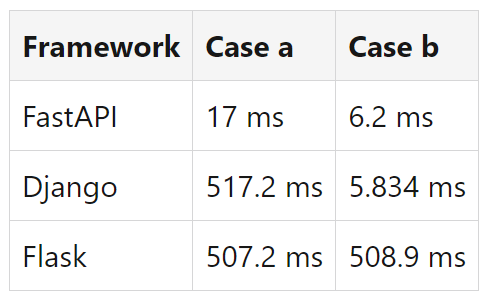 Framework Case a Case b
FastAPI 17 ms 6.2 ms
Django 517.2 ms 5.834 ms
Flask 507.2 ms 508.9 ms